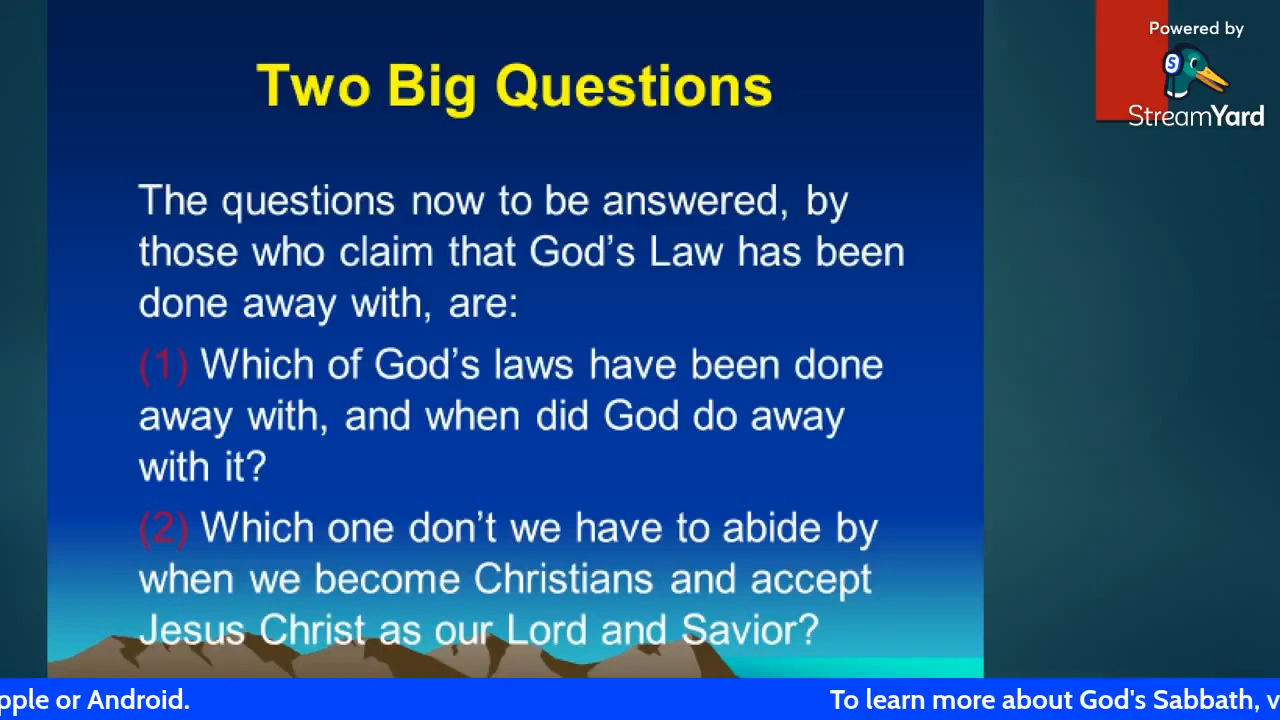 Powered by
StreamYard
Two Big Questions
The questions now to be answered, by
those who claim that God’s Law has been
done away with, are:
(1) Which of God’s laws have been done
away with, and when did God do away
with it?
(2) Which one don’t we have to abide by
when we become Christians and accept
Jesus Christ as our Lord and Savior?
pple or Android. To learn more about God's Sabbath, v